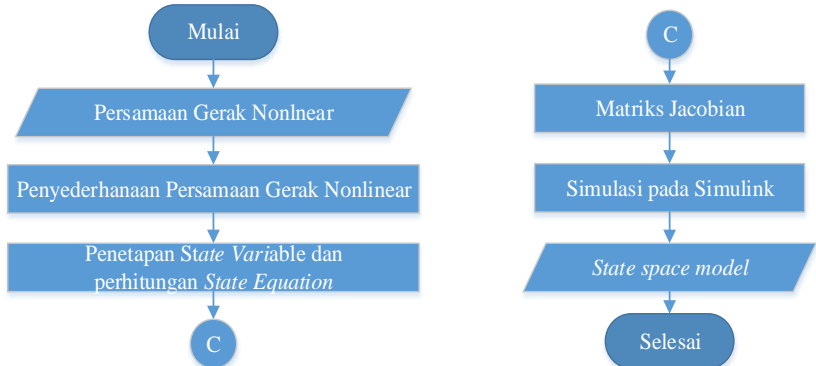 Mulai
Persamaan Gerak Nonlnear
Penyederhanaan Persamaan Gerak Nonlinear
Penetapan State Variable dan
perhitungan State Equation
C
C
Matriks Jacobian
Simulasi pada Simulink
State space model
Selesai